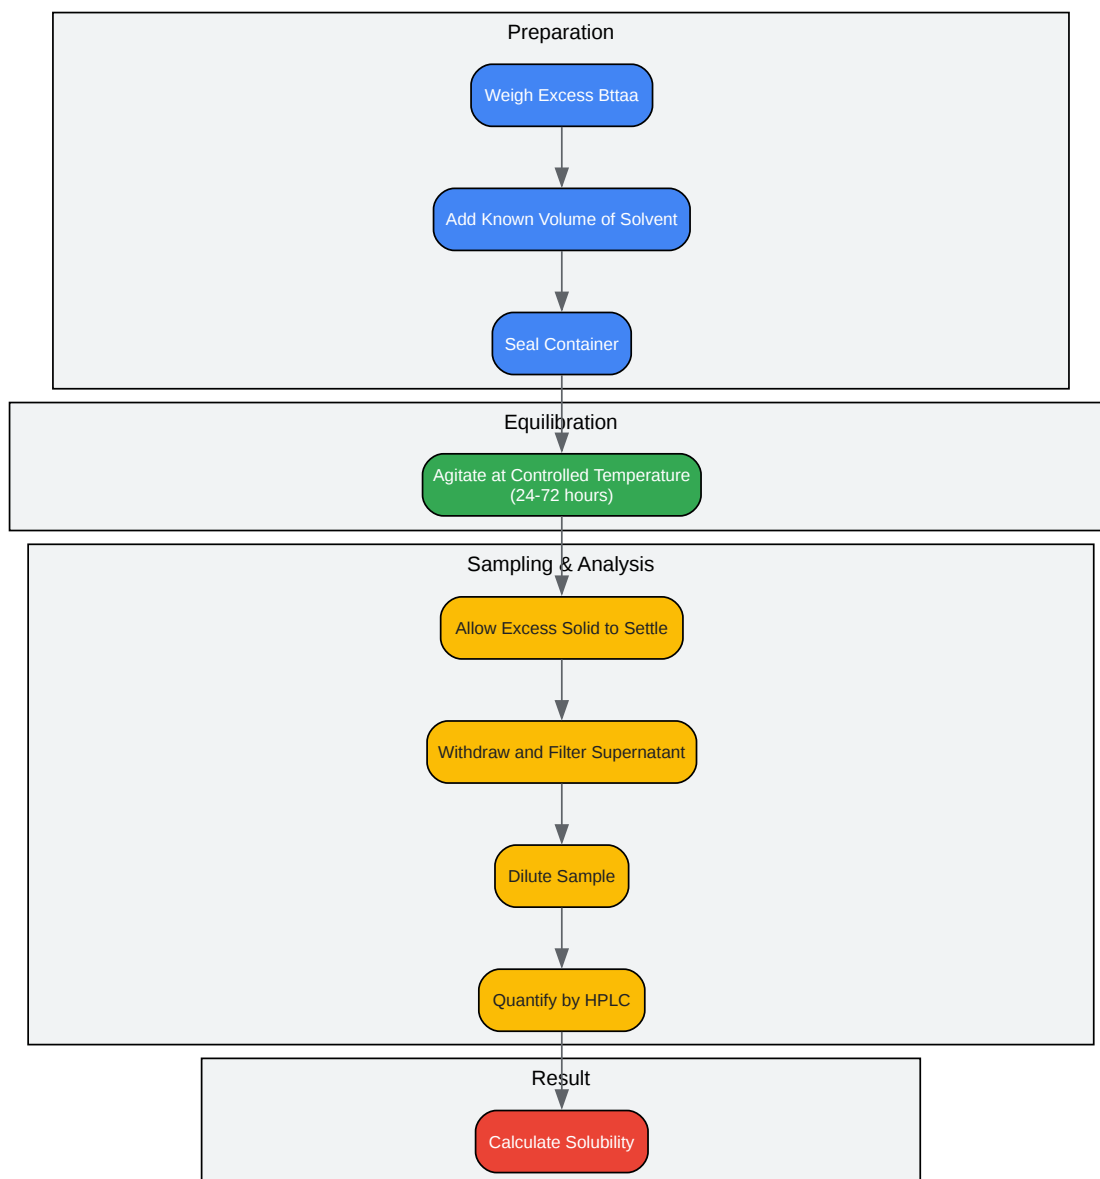 Preparation
Weigh Excess Bttaa
Add Known Volume of Solvent
Seal Container
Equilibration
Agitate at Controlled Temperature
(24-72 hours)
Sampling & Analysis
Allow Excess Solid to Settle
Withdraw and Filter Supernatant
Dilute Sample
Quantify by HPLC
Result
Calculate Solubility